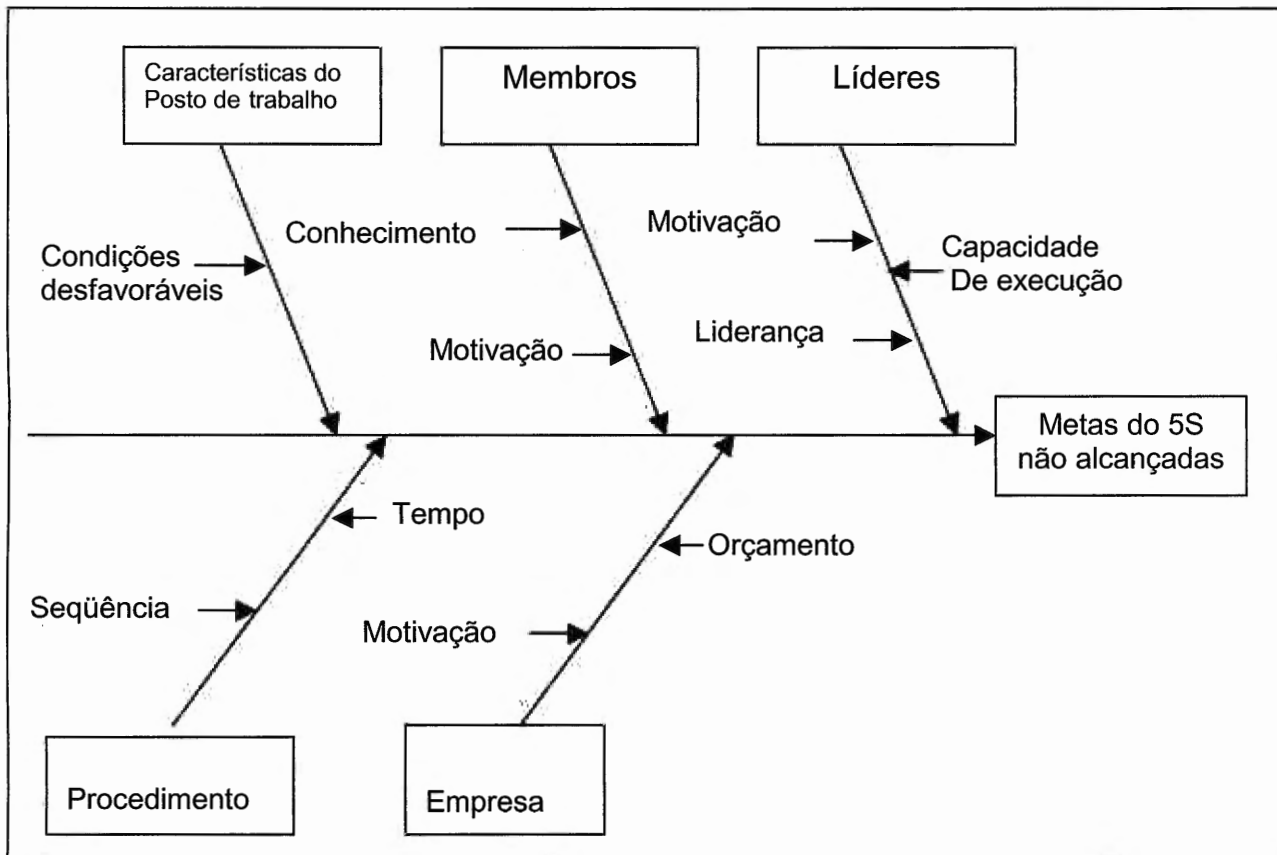 Características do
Posto de trabalho
Membros
Líderes
Condições
desfavoráveis
Conhecimento
Motivação
Motivação
Capacidade
De execução
Liderança
Metas do 5S
não alcançadas
Tempo
Seqüência
Orçamento
Motivação
Procedimento
Empresa